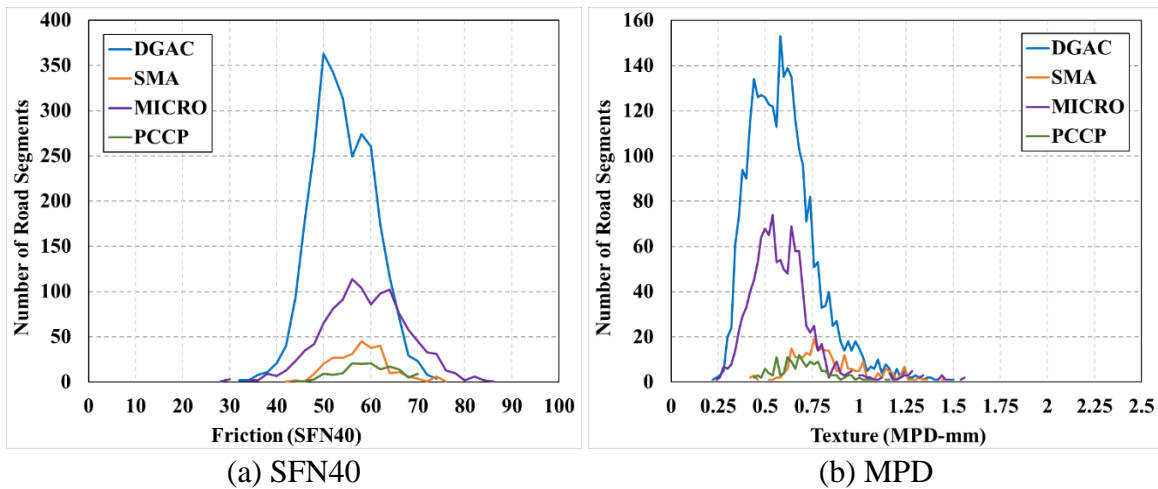 400
350
300
250
200
150
100
50
0
Number of Road Segments
DGAC
SMA
MICRO
PCCP
0 10 20 30 40 50 60 70 80 90 100
Friction (SFN40)
(a) SFN40
160
140
120
100
80
60
40
20
0
Number of Road Segments
DGAC
SMA
MICRO
PCCP
0 0.25 0.5 0.75 1 1.25 1.5 1.75 2 2.25 2.5
Texture (MPD-mm)
(b) MPD